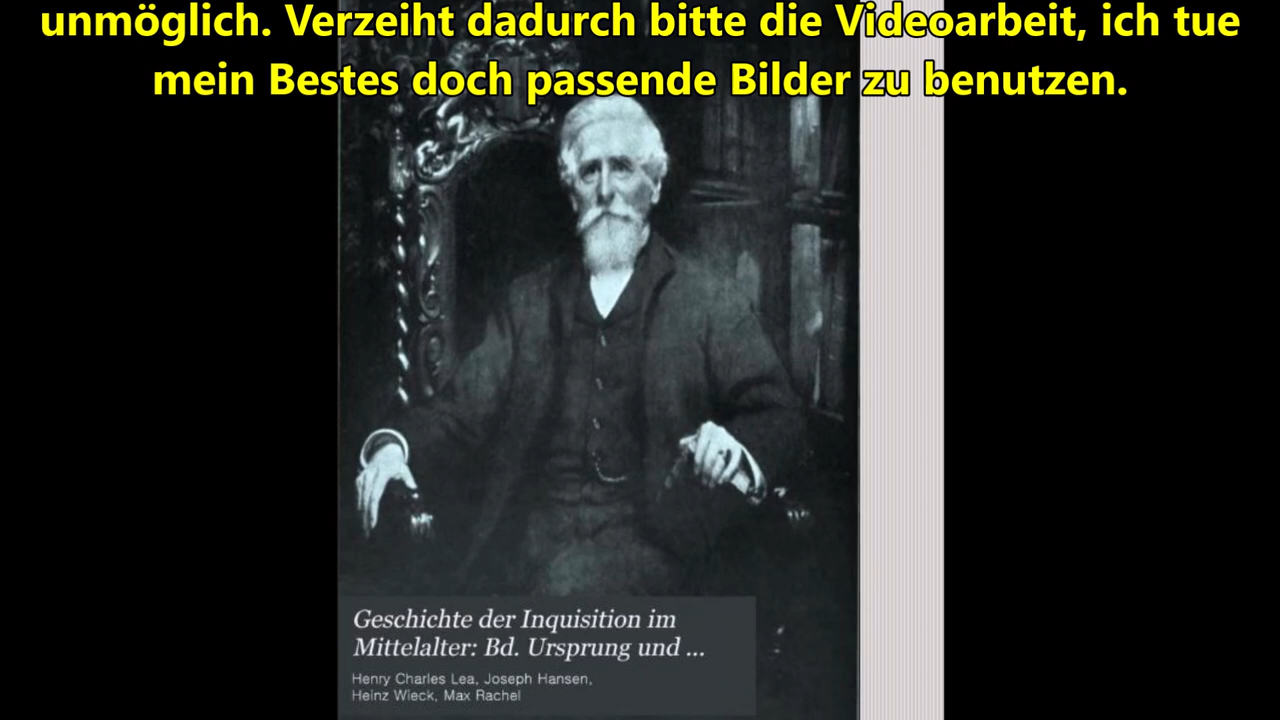 unmöglich. Verzeiht dadurch bitte die Videoarbeit, ich tue
mein Bestes doch passende Bilder zu benutzen.
Geschichte der Inquisition im
Mittelalter: Bd. Ursprung und ...
Henry Charles Lea, Joseph Hansen,
Heinz Wieck, Max Rachel